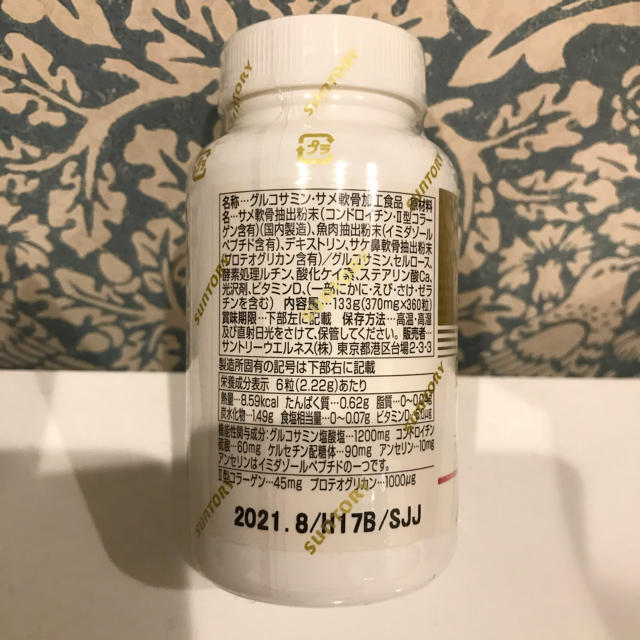 SUNTORY
プラ
名称…グルコサミン・サメ軟骨加工食品 原材料
名…サメ軟骨抽出粉末(コンドロイチン・Ⅱ型コラー
ゲン含有)(国内製造)、魚肉抽出粉末(イミダゾール
ペプチド含有)、デキストリン、サケ鼻軟骨抽出粉末
(プロテオグリカン含有)/グルコサミン、セルロース、
酵素処理ルチン、酸化ケイ素、ステアリン酸Ca、
光沢剤、ビタミンD、(一部にかに・えび・さけ・ゼラ
チンを含む) 内容量…133g(370mg×360粒)
賞味期限…下部左に記載 保存方法…高温・高湿
及び直射日光をさけて、保管してください。 販売者…
サントリーウエルネス(株) 東京都港区台場2-3-3
製造所固有の記号は下部右に記載
栄養成分表示 6粒(2.22g)あたり
熱量…8.59kcal たんぱく質…0.62g 脂質…0~
炭水化物…1.49g 食塩相当量…0~0.07g ビタミンD
機能性関与成分:グルコサミン塩酸塩…1200mg コンドロイチン
硫酸…60mg ケルセチン配糖体…90mg アンセリン…10mg
アンセリンはイミダゾールペプチドの一つです。
Ⅱ型コラーゲン…45mg プロテオグリカン…1000μg
2021.8/H17B/SJJ